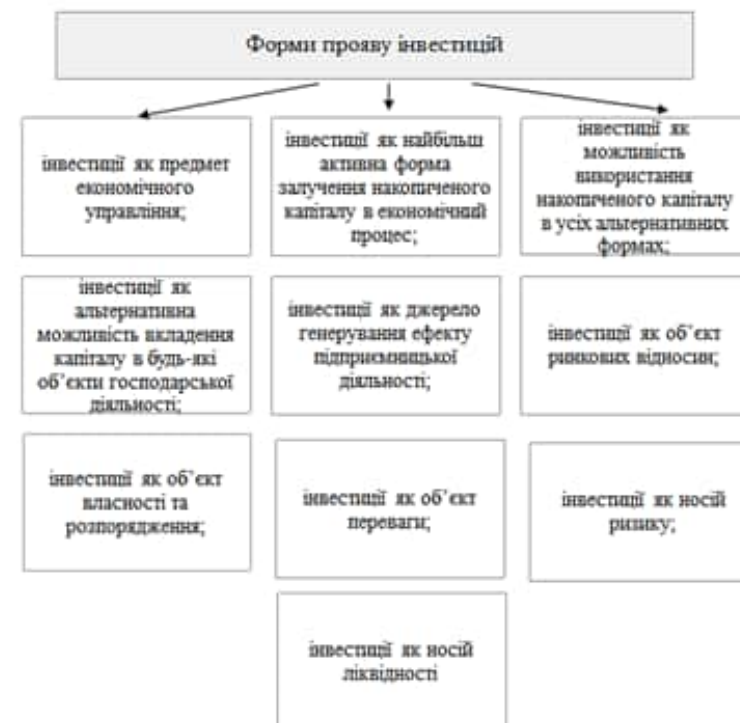 Форми прояву інвестицій
інвестиції як предмет
економічного
управління;
інвестиції як найбільш
активна форма
залучення накопиченого
капіталу в економічний
процес;
інвестиції як
можливість
використання
накопиченого капіталу
в усіх альтернативних
формах;
інвестиції як
альтернативна
можливість вкладення
капіталу в будь-які
об’єкти господарської
діяльності;
інвестиції як джерело
генерування ефекту
підприємницької
діяльності;
інвестиції як об’єкт
ринкових відносин;
інвестиції як об’єкт
власності та
розпорядження;
інвестиції як об’єкт
переваги;
інвестиції як носій
ризику;
інвестиції як носій
ліквідності